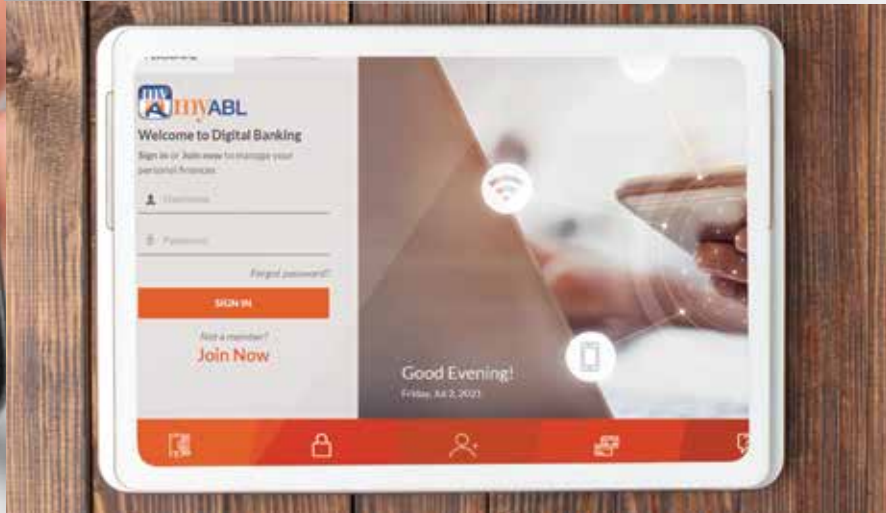 my myABL
Welcome to Digital Banking
Sign in or Join now to manage your
personal finances
Username
Password
Forgot password?
SIGN IN
Not a member?
Join Now
Good Evening!
Friday, Jul 2, 2021